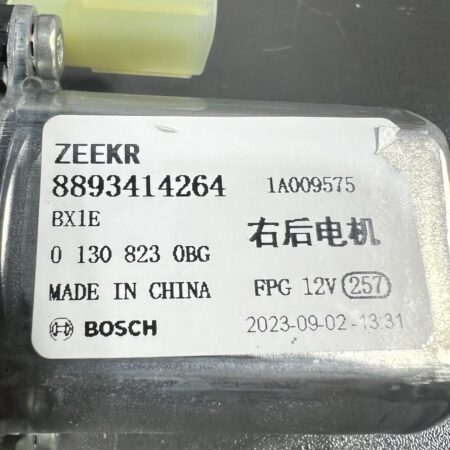 ZEEKR
8893414264 1A009575
BX1E 右后电机
0 130 823 0BG
MADE IN CHINA FPG 12V 257
BOSCH 2023-09-02-13:31